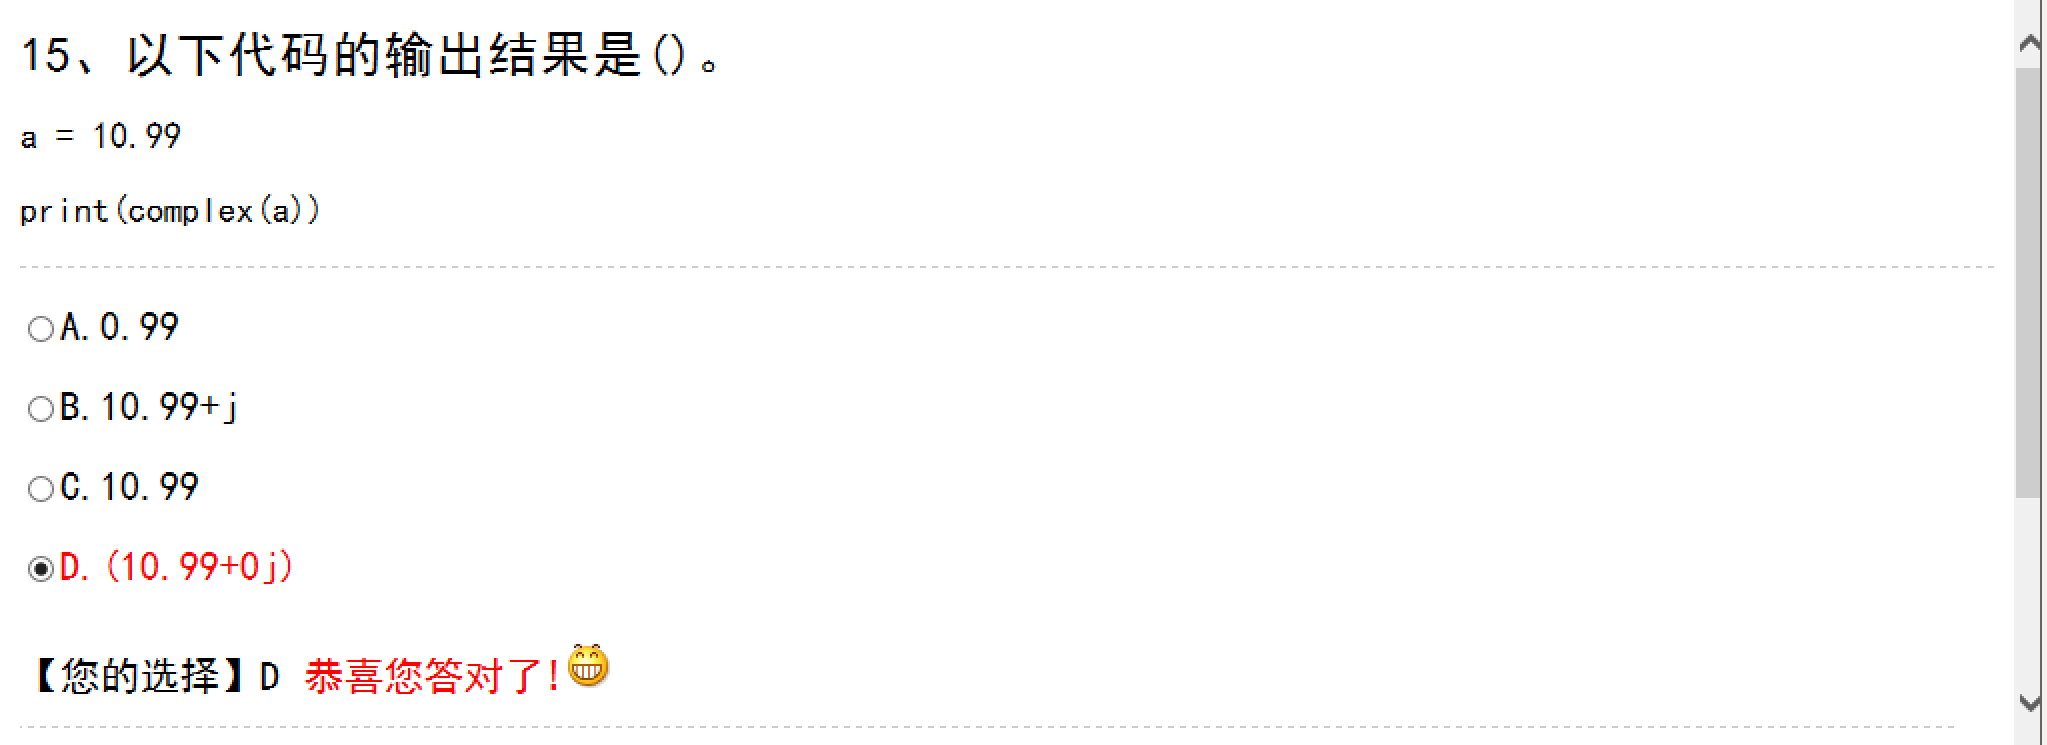 15、以下代码的输出结果是()。
a = 10.99
print(complex(a))
A.0.99
B.10.99+j
C.10.99
D.(10.99+0j)
【您的选择】D 恭喜您答对了!